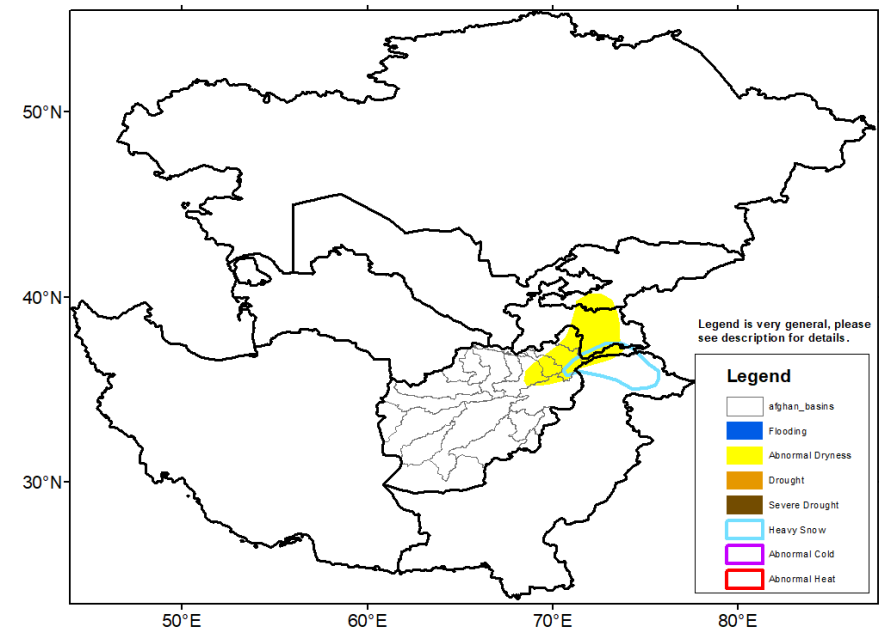 50°N
40°N
30°N
50°E
60°E
70°E
80°E
Legend is very general, please
see description for details.
Legend
afghan_basins
Flooding
Abnormal Dryness
Drought
Severe Drought
Heavy Snow
Abnormal Cold
Abnormal Heat